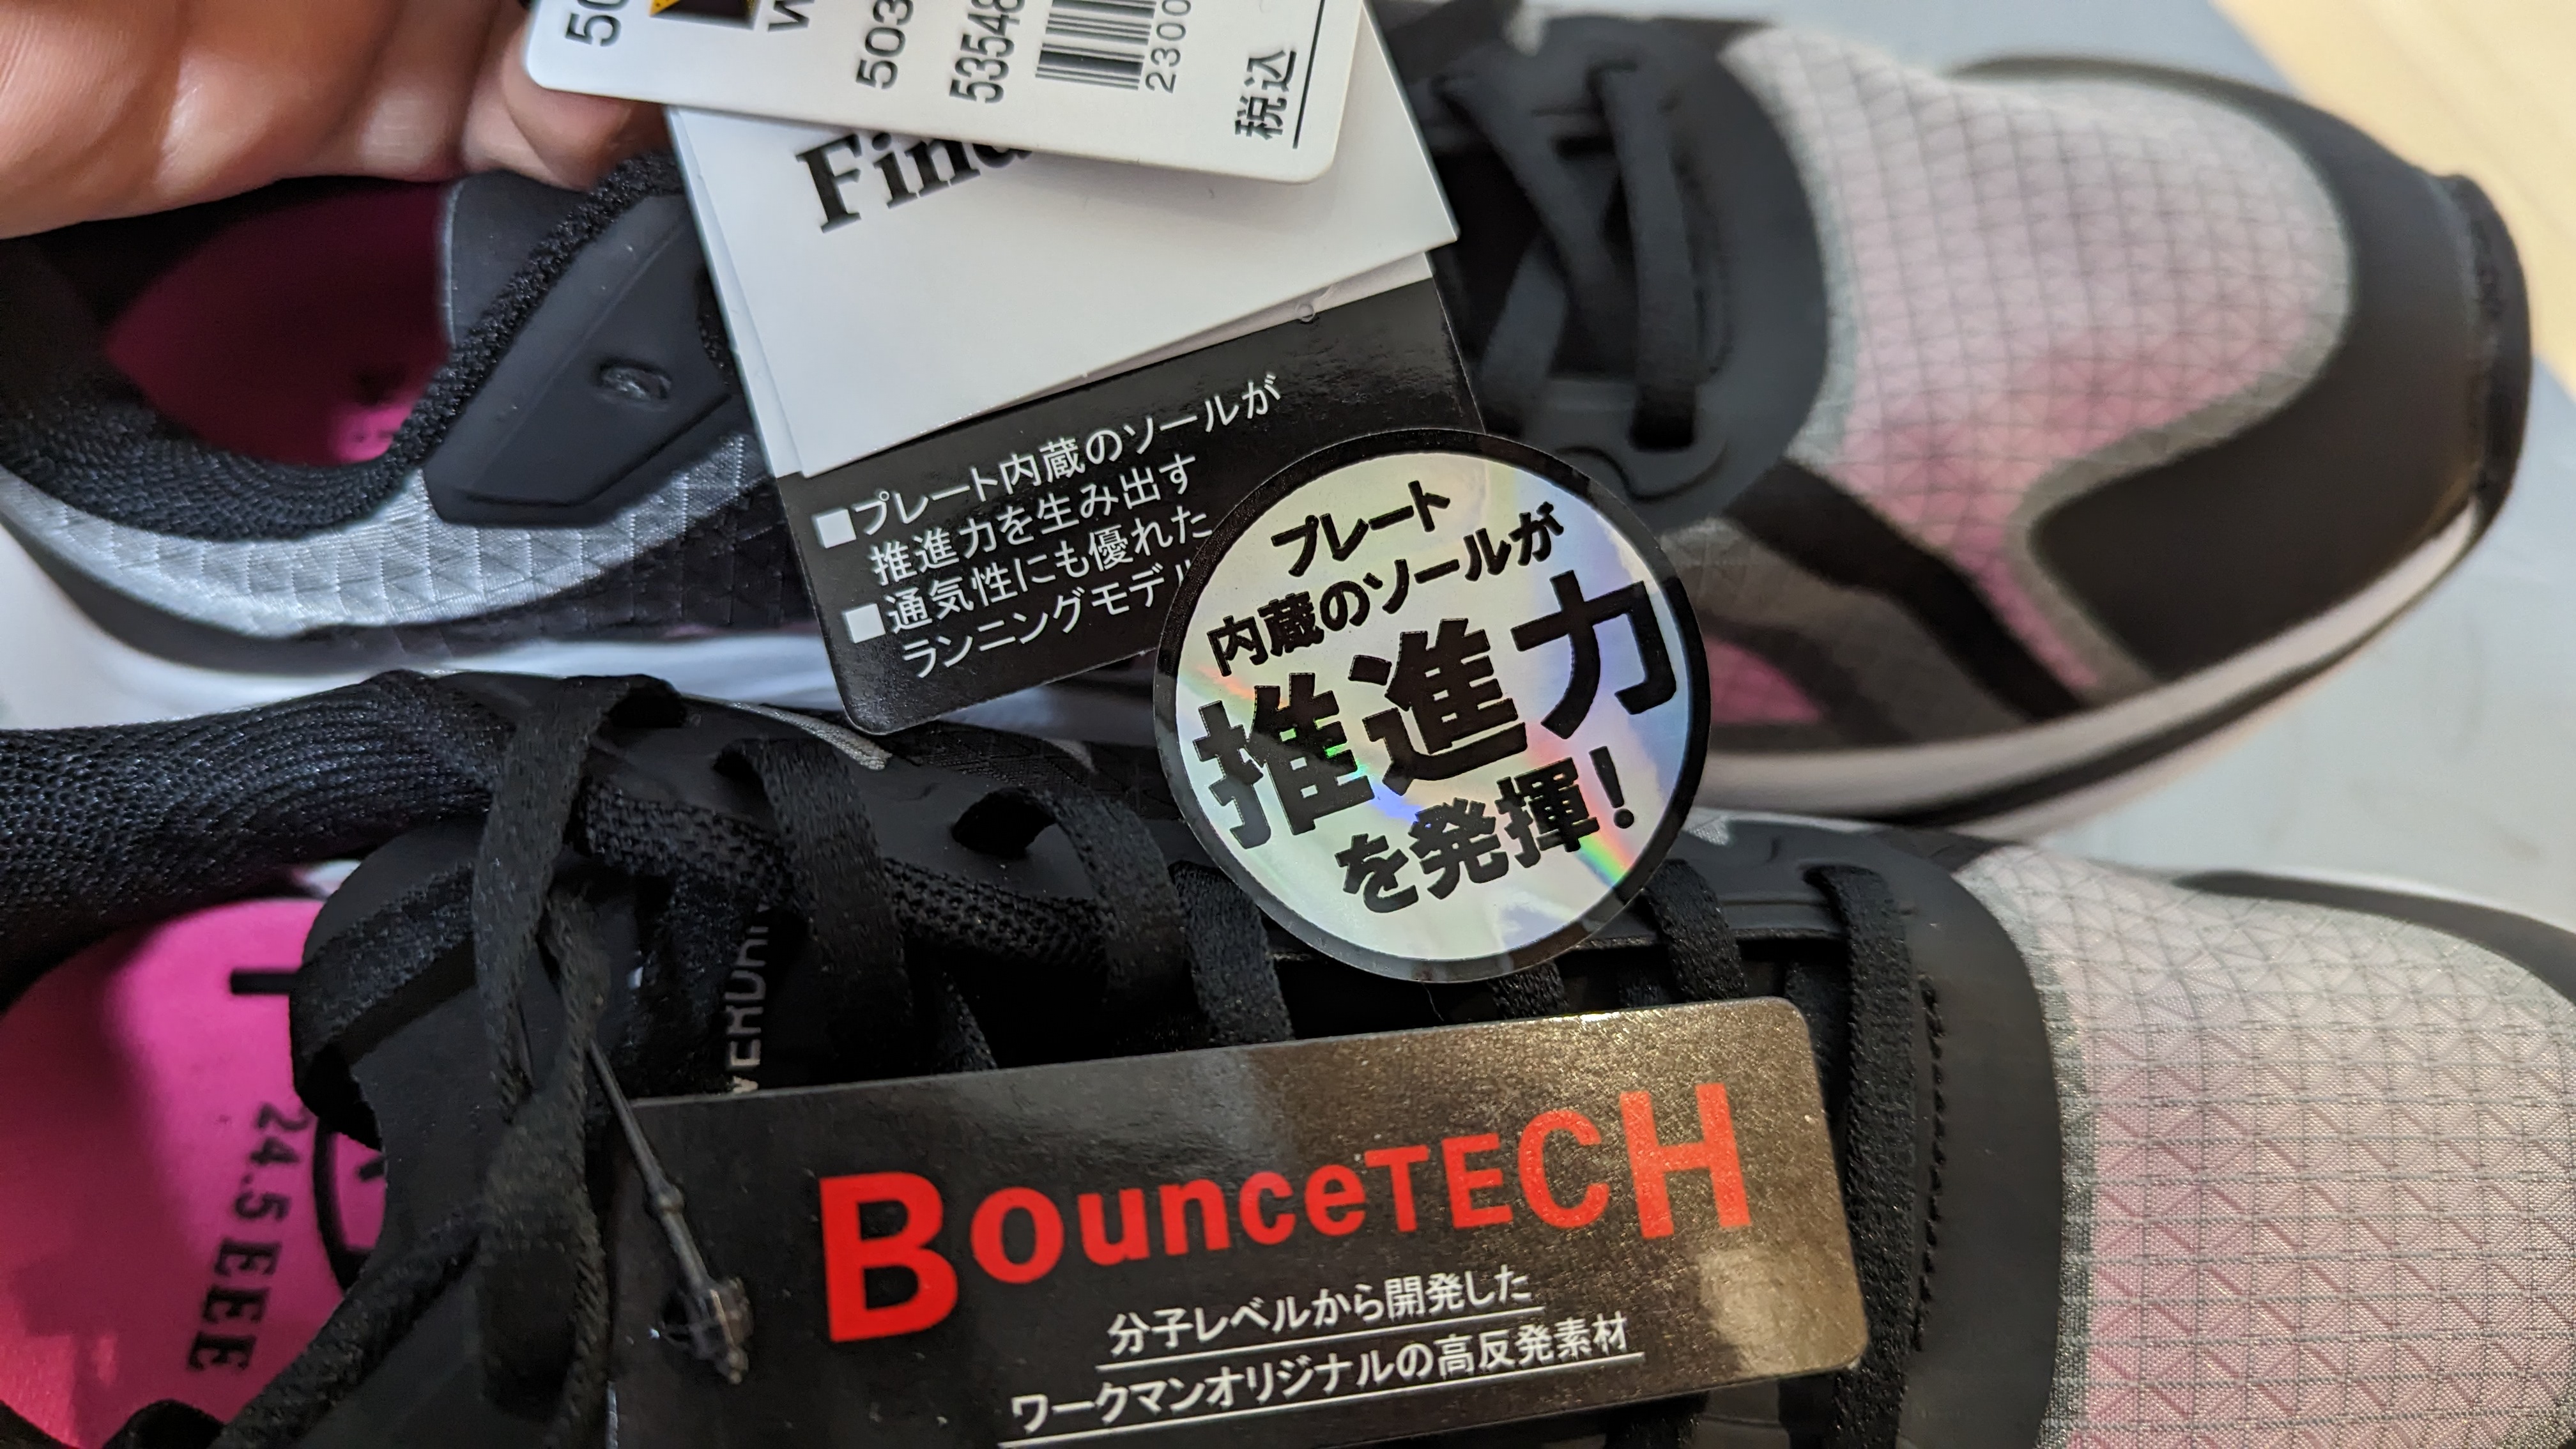 503
53548
2300
税込
■プレート内蔵のソールが
推進力を生み出す
■通気性にも優れた
ランニングモデル
プレート
内蔵のソールが
推進力
を発揮！
24.5 EEE
BounceTECH
分子レベルから開発した
ワークマンオリジナルの高反発素材